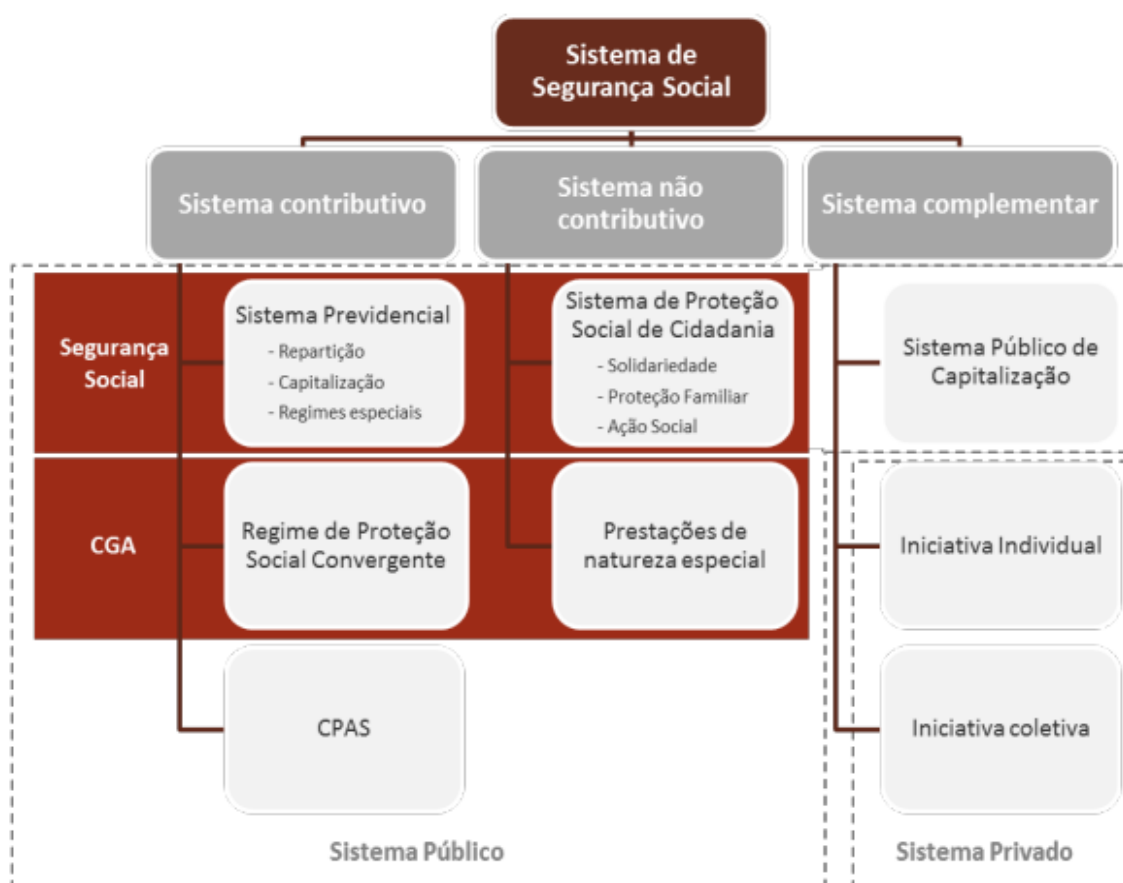 Sistema de
Segurança Social
Sistema contributivo
Sistema não
contributivo
Sistema complementar
Segurança
Social
Sistema Previdencial
- Repartição
- Capitalização
- Regimes especiais
Sistema de Proteção
Social de Cidadania
- Solidariedade
- Proteção Familiar
- Ação Social
Sistema Público de
Capitalização
CGA
Regime de Proteção
Social Convergente
Prestações de
natureza especial
Iniciativa Individual
CPAS
Iniciativa coletiva
Sistema Público
Sistema Privado